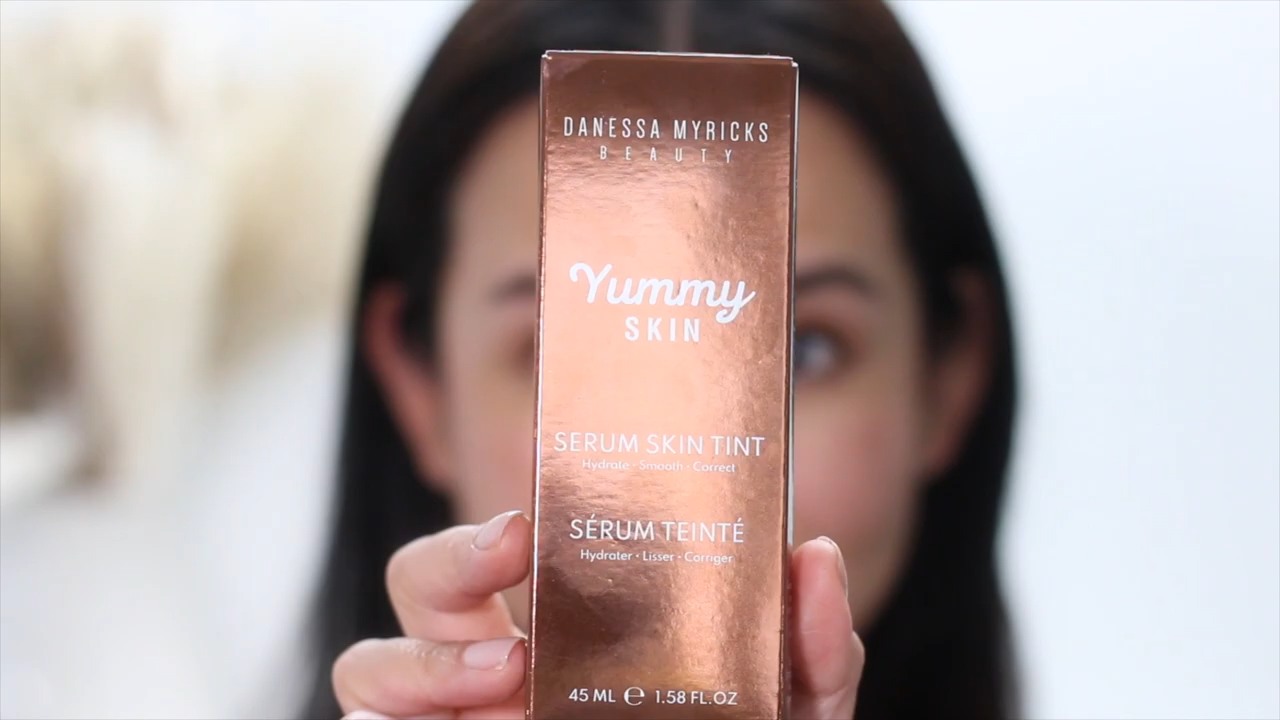 DANESSA MYRICKS
BEAUTY
Yummy
SKIN
SERUM SKIN TINT
Hydrate • Smooth • Correct
SÉRUM TEINTÉ
Hydrater • Lisser • Corriger
45 ML ℮ 1.58 FL.OZ